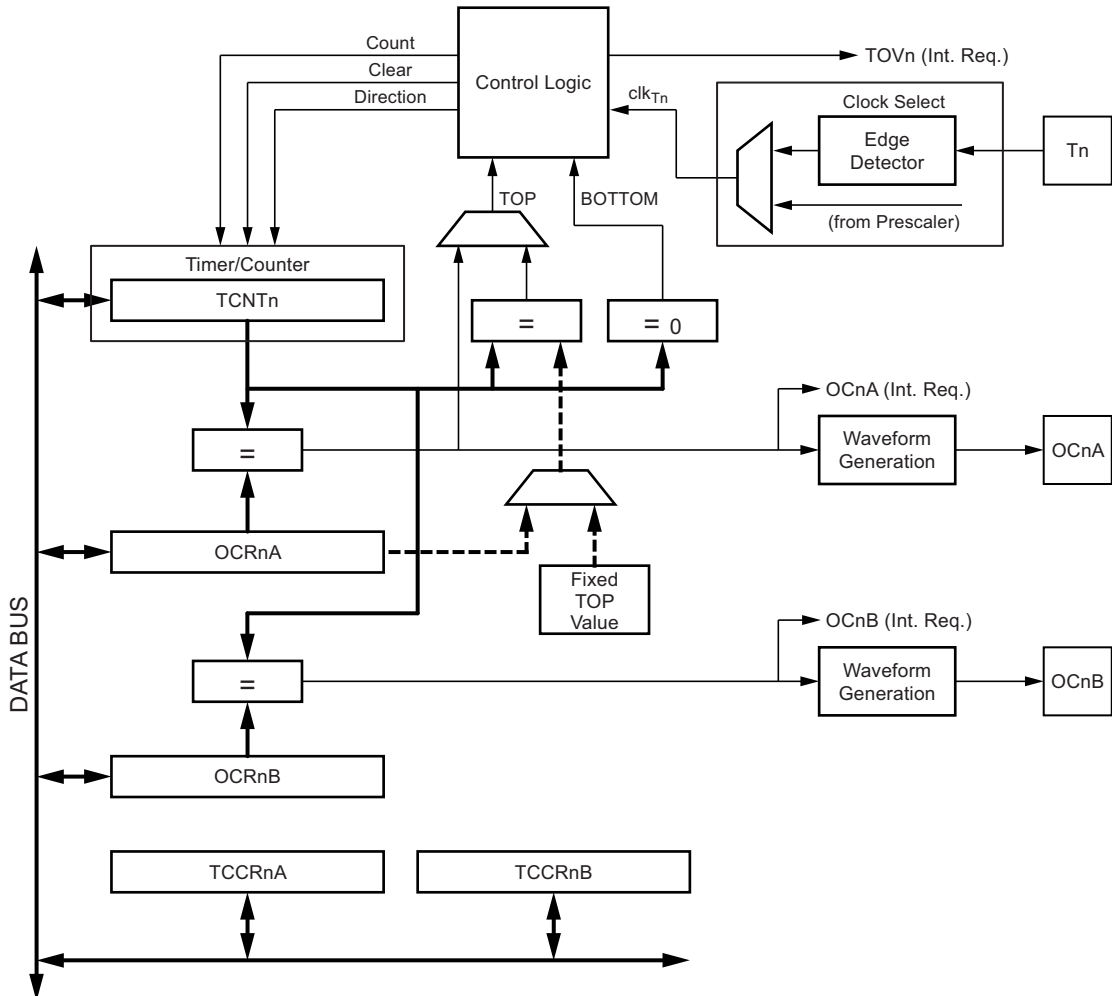 Count
Clear
Direction
Control Logic
TOVn (Int. Req.)
clkTn
Clock Select
Edge
Detector
Tn
(from Prescaler)
TOP
BOTTOM
Timer/Counter
TCNTn
=
= 0
OCnA (Int. Req.)
=
Waveform
Generation
OCnA
OCRnA
Fixed
TOP
Value
DATA BUS
OCnB (Int. Req.)
=
Waveform
Generation
OCnB
OCRnB
TCCRnA
TCCRnB